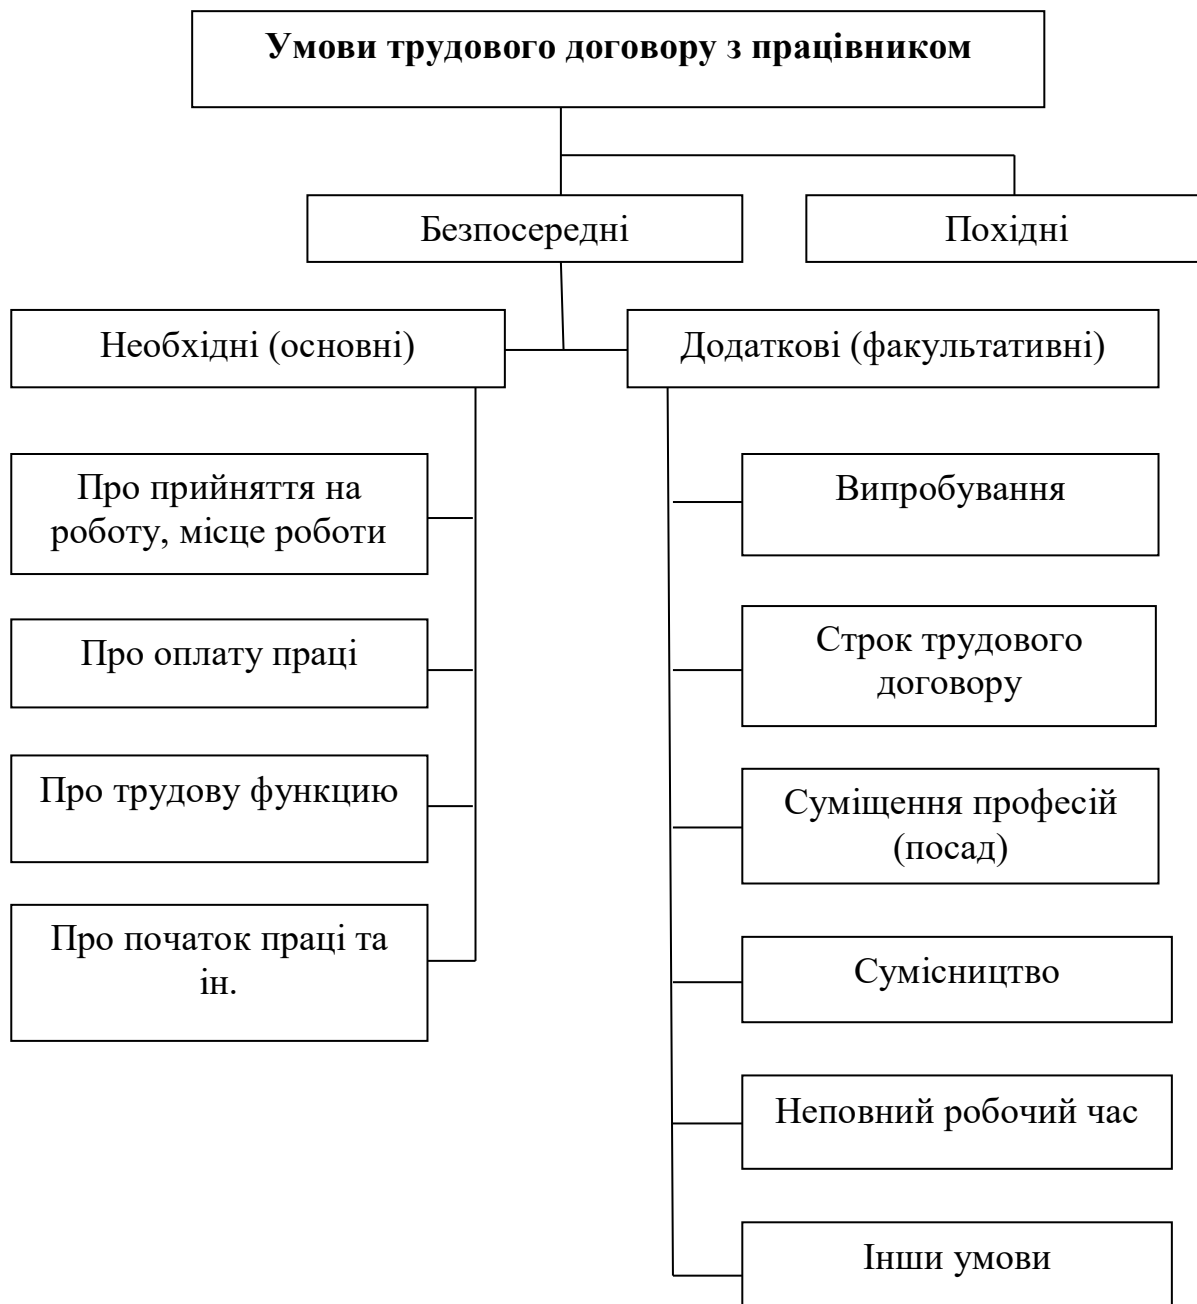 Умови трудового договору з працівником
Безпосередні
Похідні
Необхідні (основні)
Додаткові (факультативні)
Про прийняття на
роботу, місце роботи
Про оплату праці
Про трудову функцию
Про початок праці та
ін.
Випробування
Строк трудового
договору
Суміщення професій
(посад)
Сумісництво
Неповний робочий час
Інши умови